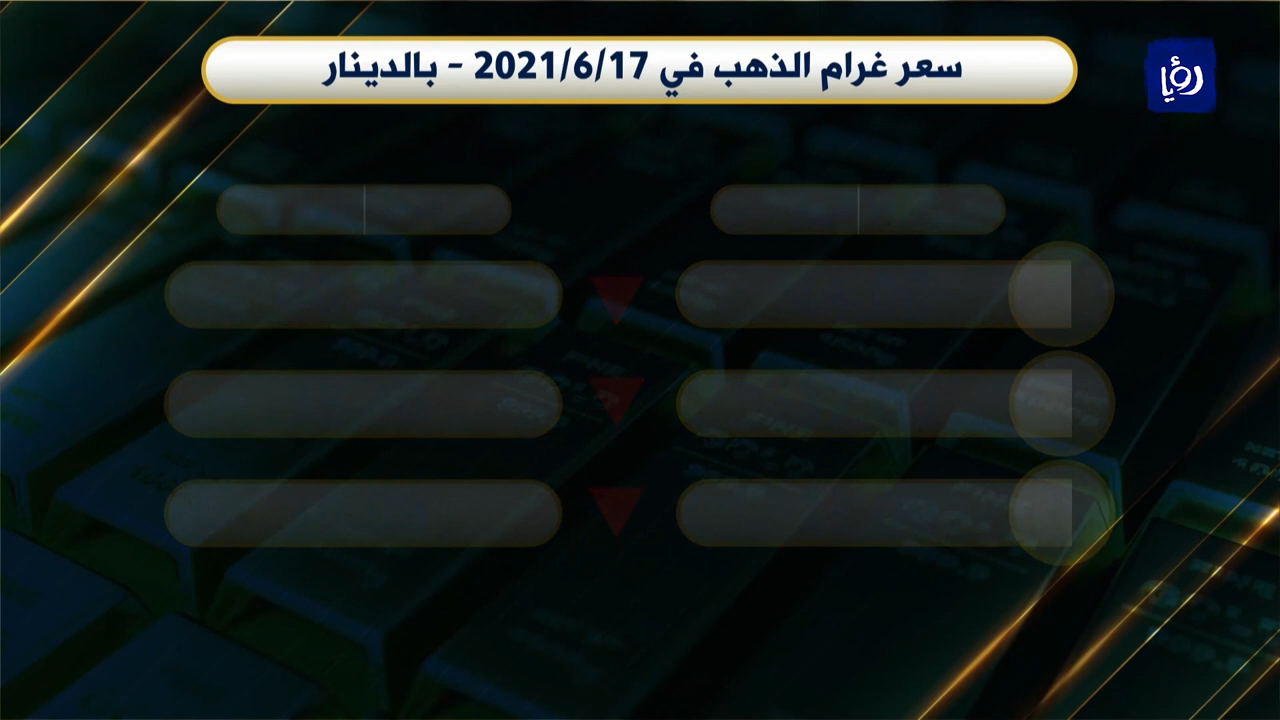 سعر غرام الذهب في 2021/6/17 - بالدينار
رؤيا